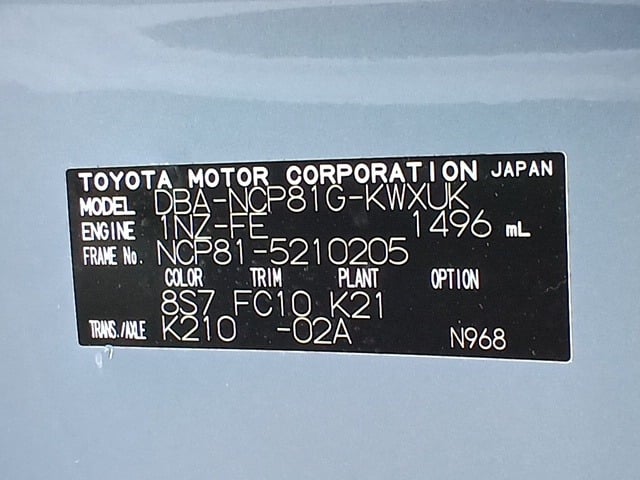 TOYOTA MOTOR CORPORATION JAPAN
MODEL DBA-NCP81G-KWXUK
ENGINE 1NZ-FE 1496 mL
FRAME No. NCP81-5210205
COLOR TRIM PLANT OPTION
8S7 FC10 K21
TRANS./AXLE K210 -02A N968